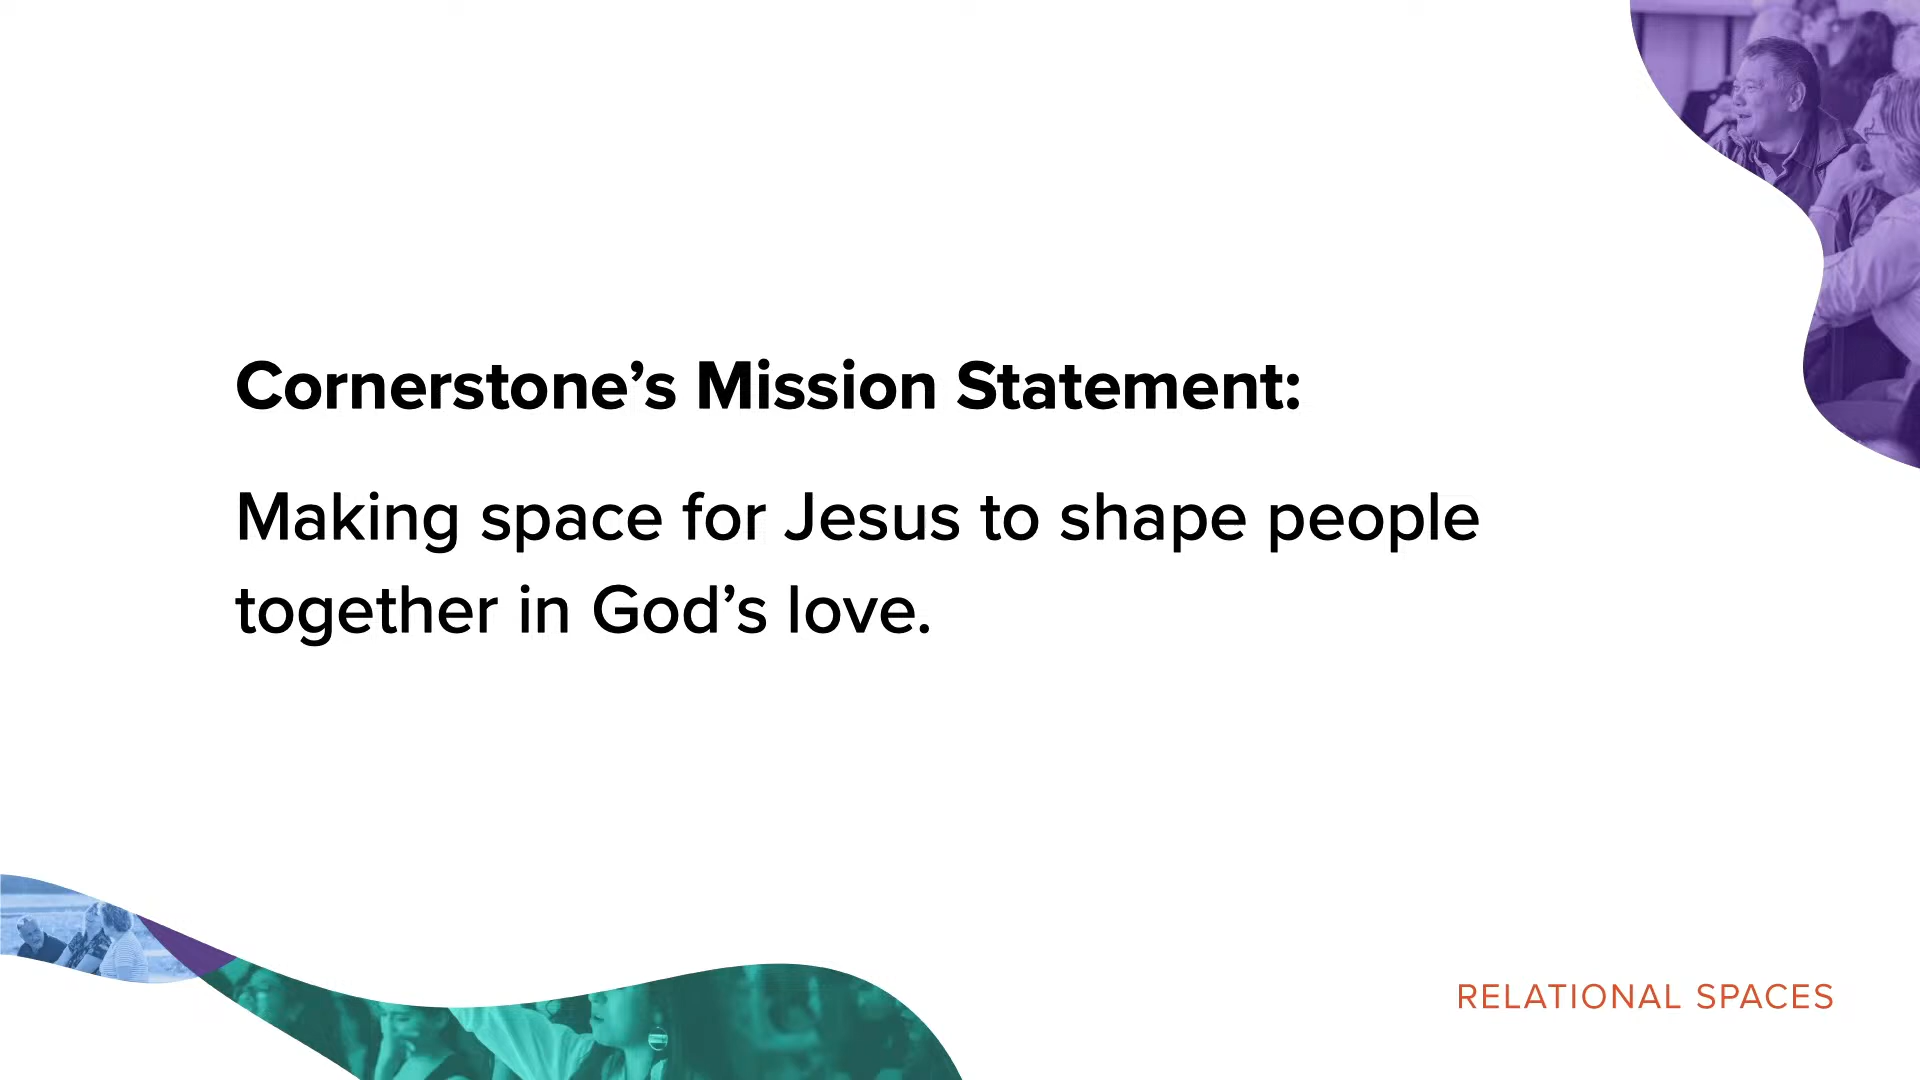 Cornerstone’s Mission Statement:
Making space for Jesus to shape people
together in God’s love.
RELATIONAL SPACES